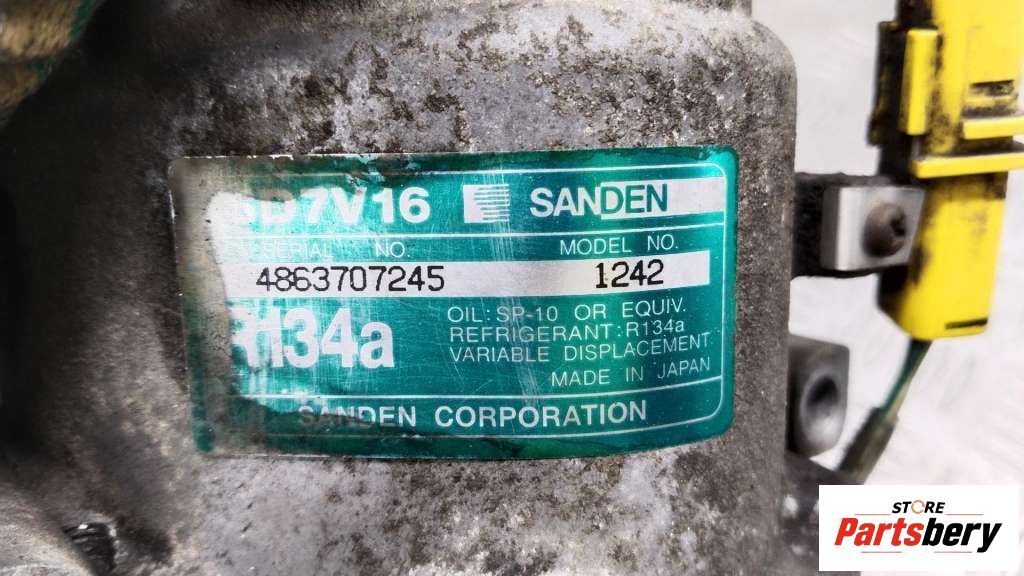 SD7V16 SANDEN
SERIAL NO. MODEL NO.
4863707245 1242
R134a
OIL: SP-10 OR EQUIV.
REFRIGERANT: R134a
VARIABLE DISPLACEMENT
MADE IN JAPAN
SANDEN CORPORATION
STORE
Partsbery